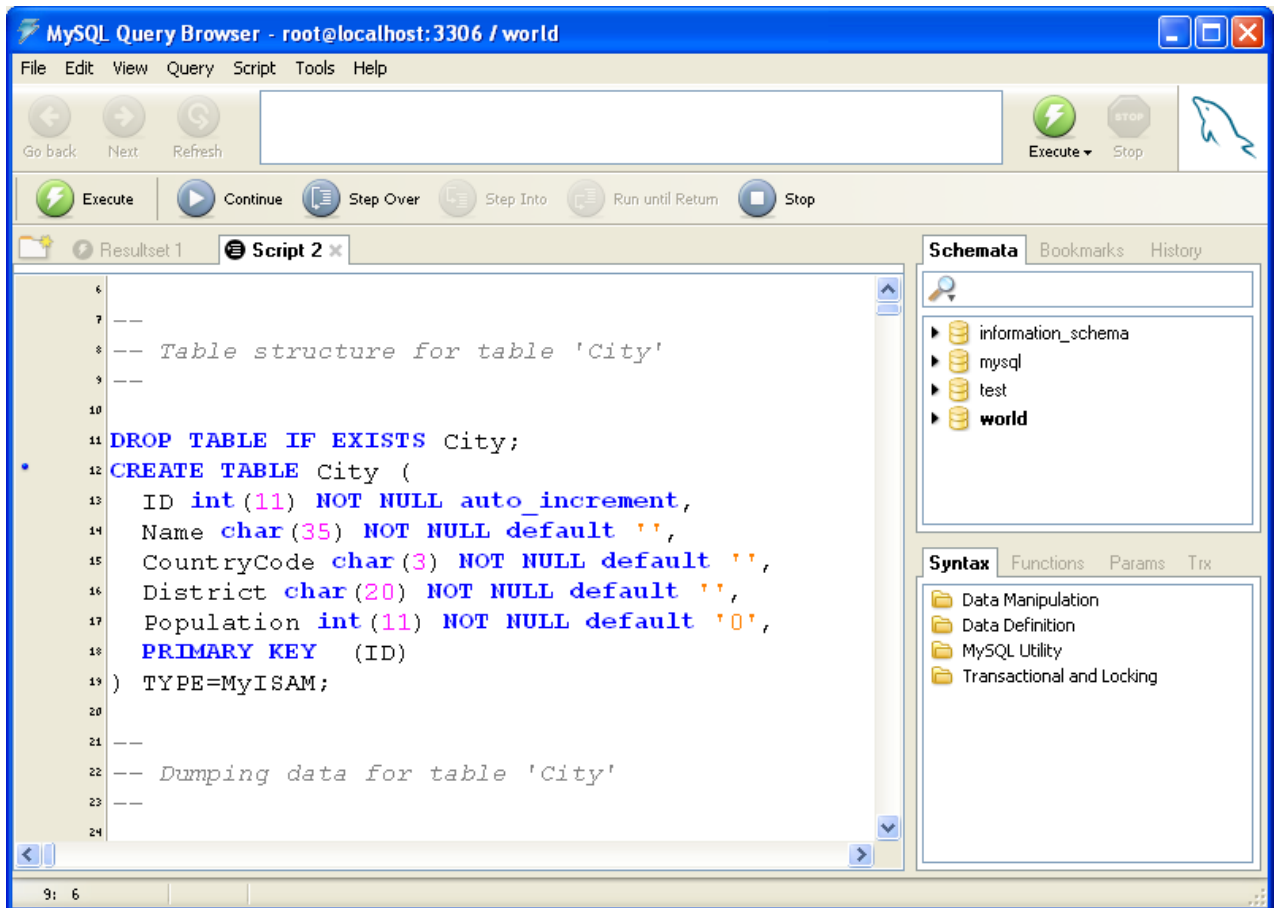 MySQL Query Browser - root@localhost:3306 / world
File Edit View Query Script Tools Help
Go back Next Refresh Execute STOP Stop
Execute Continue Step Over Step Into Run until Return Stop
Resultset 1 Script 2
6
7 --
8 -- Table structure for table 'City'
9 --
10
11 DROP TABLE IF EXISTS City;
12 CREATE TABLE City (
13 ID int(11) NOT NULL auto_increment,
14 Name char(35) NOT NULL default '',
15 CountryCode char(3) NOT NULL default '',
16 District char(20) NOT NULL default '',
17 Population int(11) NOT NULL default '0',
18 PRIMARY KEY (ID)
19 ) TYPE=MyISAM;
20
21 --
22 -- Dumping data for table 'City'
23 --
24
9: 6
Schemata Bookmarks History
information_schema
mysql
test
world
Syntax Functions Params Trx
Data Manipulation
Data Definition
MySQL Utility
Transactional and Locking